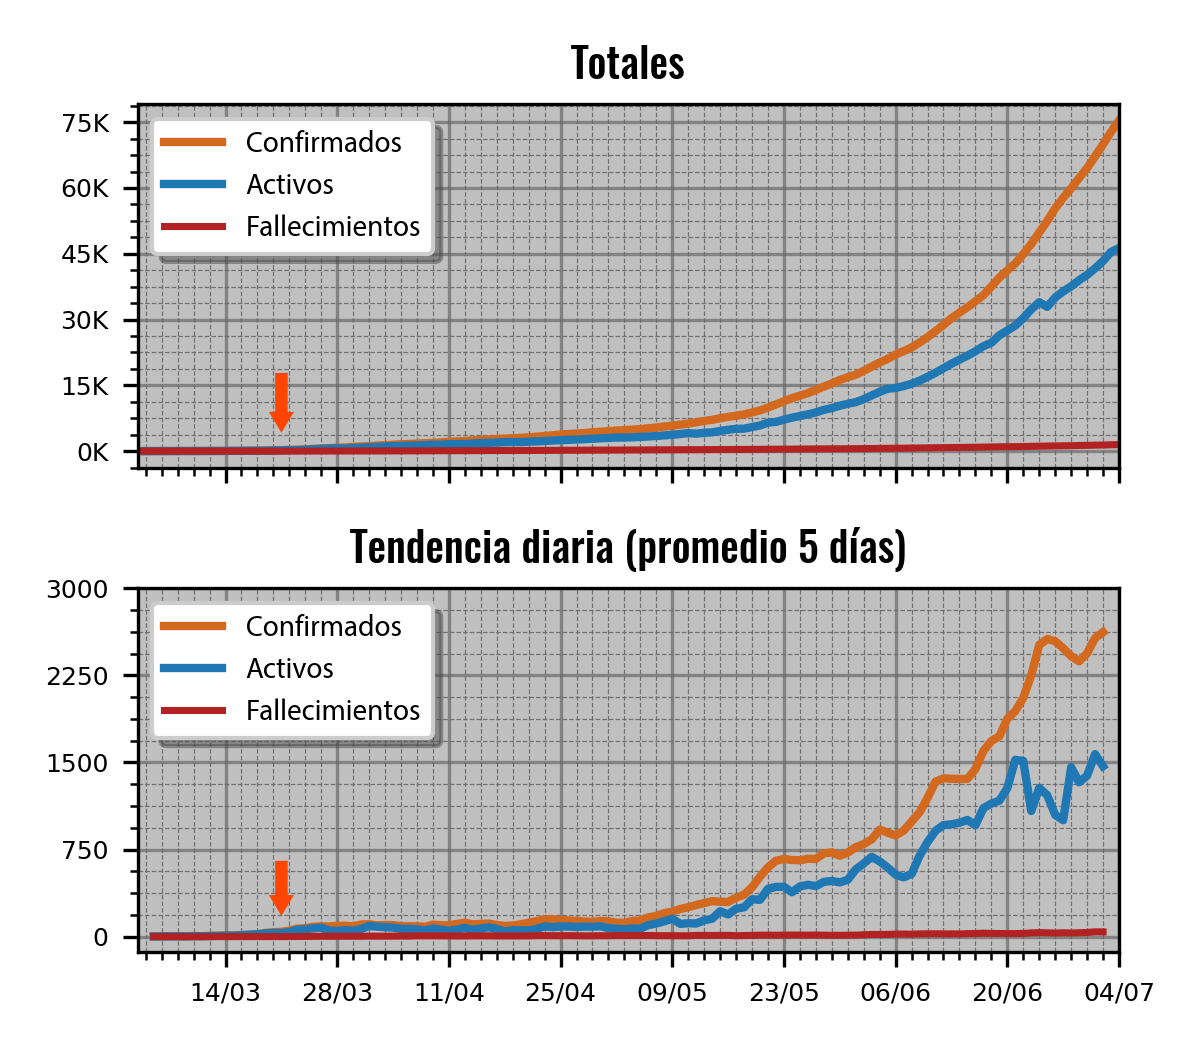 Totales
75K
60K
45K
30K
15K
0K
Confirmados
Activos
Fallecimientos
Tendencia diaria (promedio 5 días)
3000
2250
1500
750
0
Confirmados
Activos
Fallecimientos
14/03 28/03 11/04 25/04 09/05 23/05 06/06 20/06 04/07